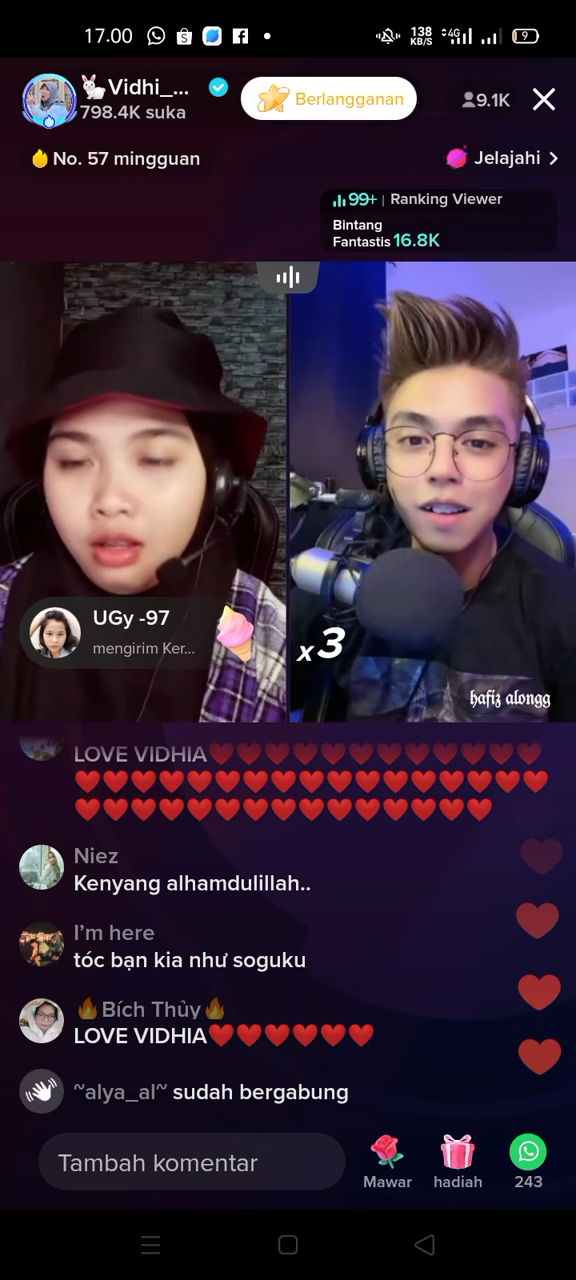 17.00
138
KB/S
4G
9
Vidhi_...
798.4K suka
Berlangganan
9.1K
No. 57 mingguan
Jelajahi
99+ | Ranking Viewer
Bintang
Fantastis 16.8K
UGy -97
mengirim Ker...
x3
hafiz alongg
LOVE VIDHIA❤❤❤❤❤❤❤❤❤❤❤❤
❤❤❤❤❤❤❤❤❤❤❤❤❤❤❤❤❤
❤❤❤❤❤❤❤❤❤❤❤❤❤❤❤
Niez
Kenyang alhamdulillah..
I'm here
tóc bạn kia như soguku
🔥Bích Thủy🔥
LOVE VIDHIA❤❤❤❤❤❤
~alya_al~ sudah bergabung
Tambah komentar
Mawar
hadiah
243